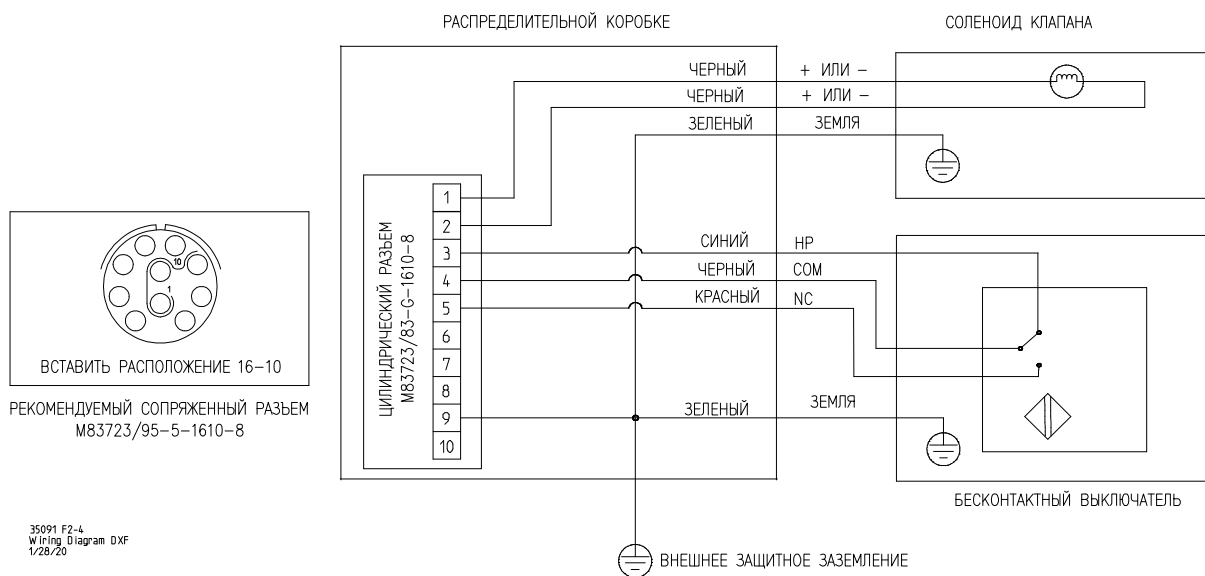 РАСПРЕДЕЛИТЕЛЬНОЙ КОРОБКЕ
СОЛЕНОИД КЛАПАНА
ЧЕРНЫЙ + ИЛИ –
ЧЕРНЫЙ + ИЛИ –
ЗЕЛЕНЫЙ ЗЕМЛЯ
ЦИЛИНДРИЧЕСКИЙ РАЗЪЕМ
M83723/83-G-1610-8
1
2
3
4
5
6
7
8
9
10
СИНИЙ НР
ЧЕРНЫЙ COM
КРАСНЫЙ NC
ЗЕЛЕНЫЙ ЗЕМЛЯ
10
1
ВСТАВИТЬ РАСПОЛОЖЕНИЕ 16-10
РЕКОМЕНДУЕМЫЙ СОПРЯЖЕННЫЙ РАЗЪЕМ
M83723/95-5-1610-8
БЕСКОНТАКТНЫЙ ВЫКЛЮЧАТЕЛЬ
35091 F2-4
Wiring Diagram DXF
1/28/20
ВНЕШНЕЕ ЗАЩИТНОЕ ЗАЗЕМЛЕНИЕ